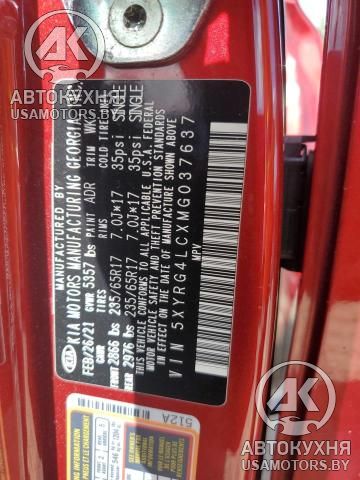 АВТОКУХНЯ
USAMOTORS.BY
MANUFACTURED BY
KIA MOTORS MANUFACTURING GEORGIA
FEB/26/21 GVWR 5357 lbs PAINT ADR TRIM WK
GAWR TIRES RIMS COLD TIRE
FRONT 2866 lbs 235/65R17 7.0J*17 35psi SINGLE
REAR 2976 lbs 235/65R17 7.0J*17 35psi SINGLE
THIS VEHICLE CONFORMS TO ALL APPLICABLE U.S.A. FEDERAL
MOTOR VEHICLE SAFETY AND THEFT PREVENTION STANDARDS
IN EFFECT ON THE DATE OF MANUFACTURE SHOWN ABOVE
VIN 5XYRG4LCXMG037637
MPV
KIA
512A
АВТОКУХНЯ
USAMOTORS.BY